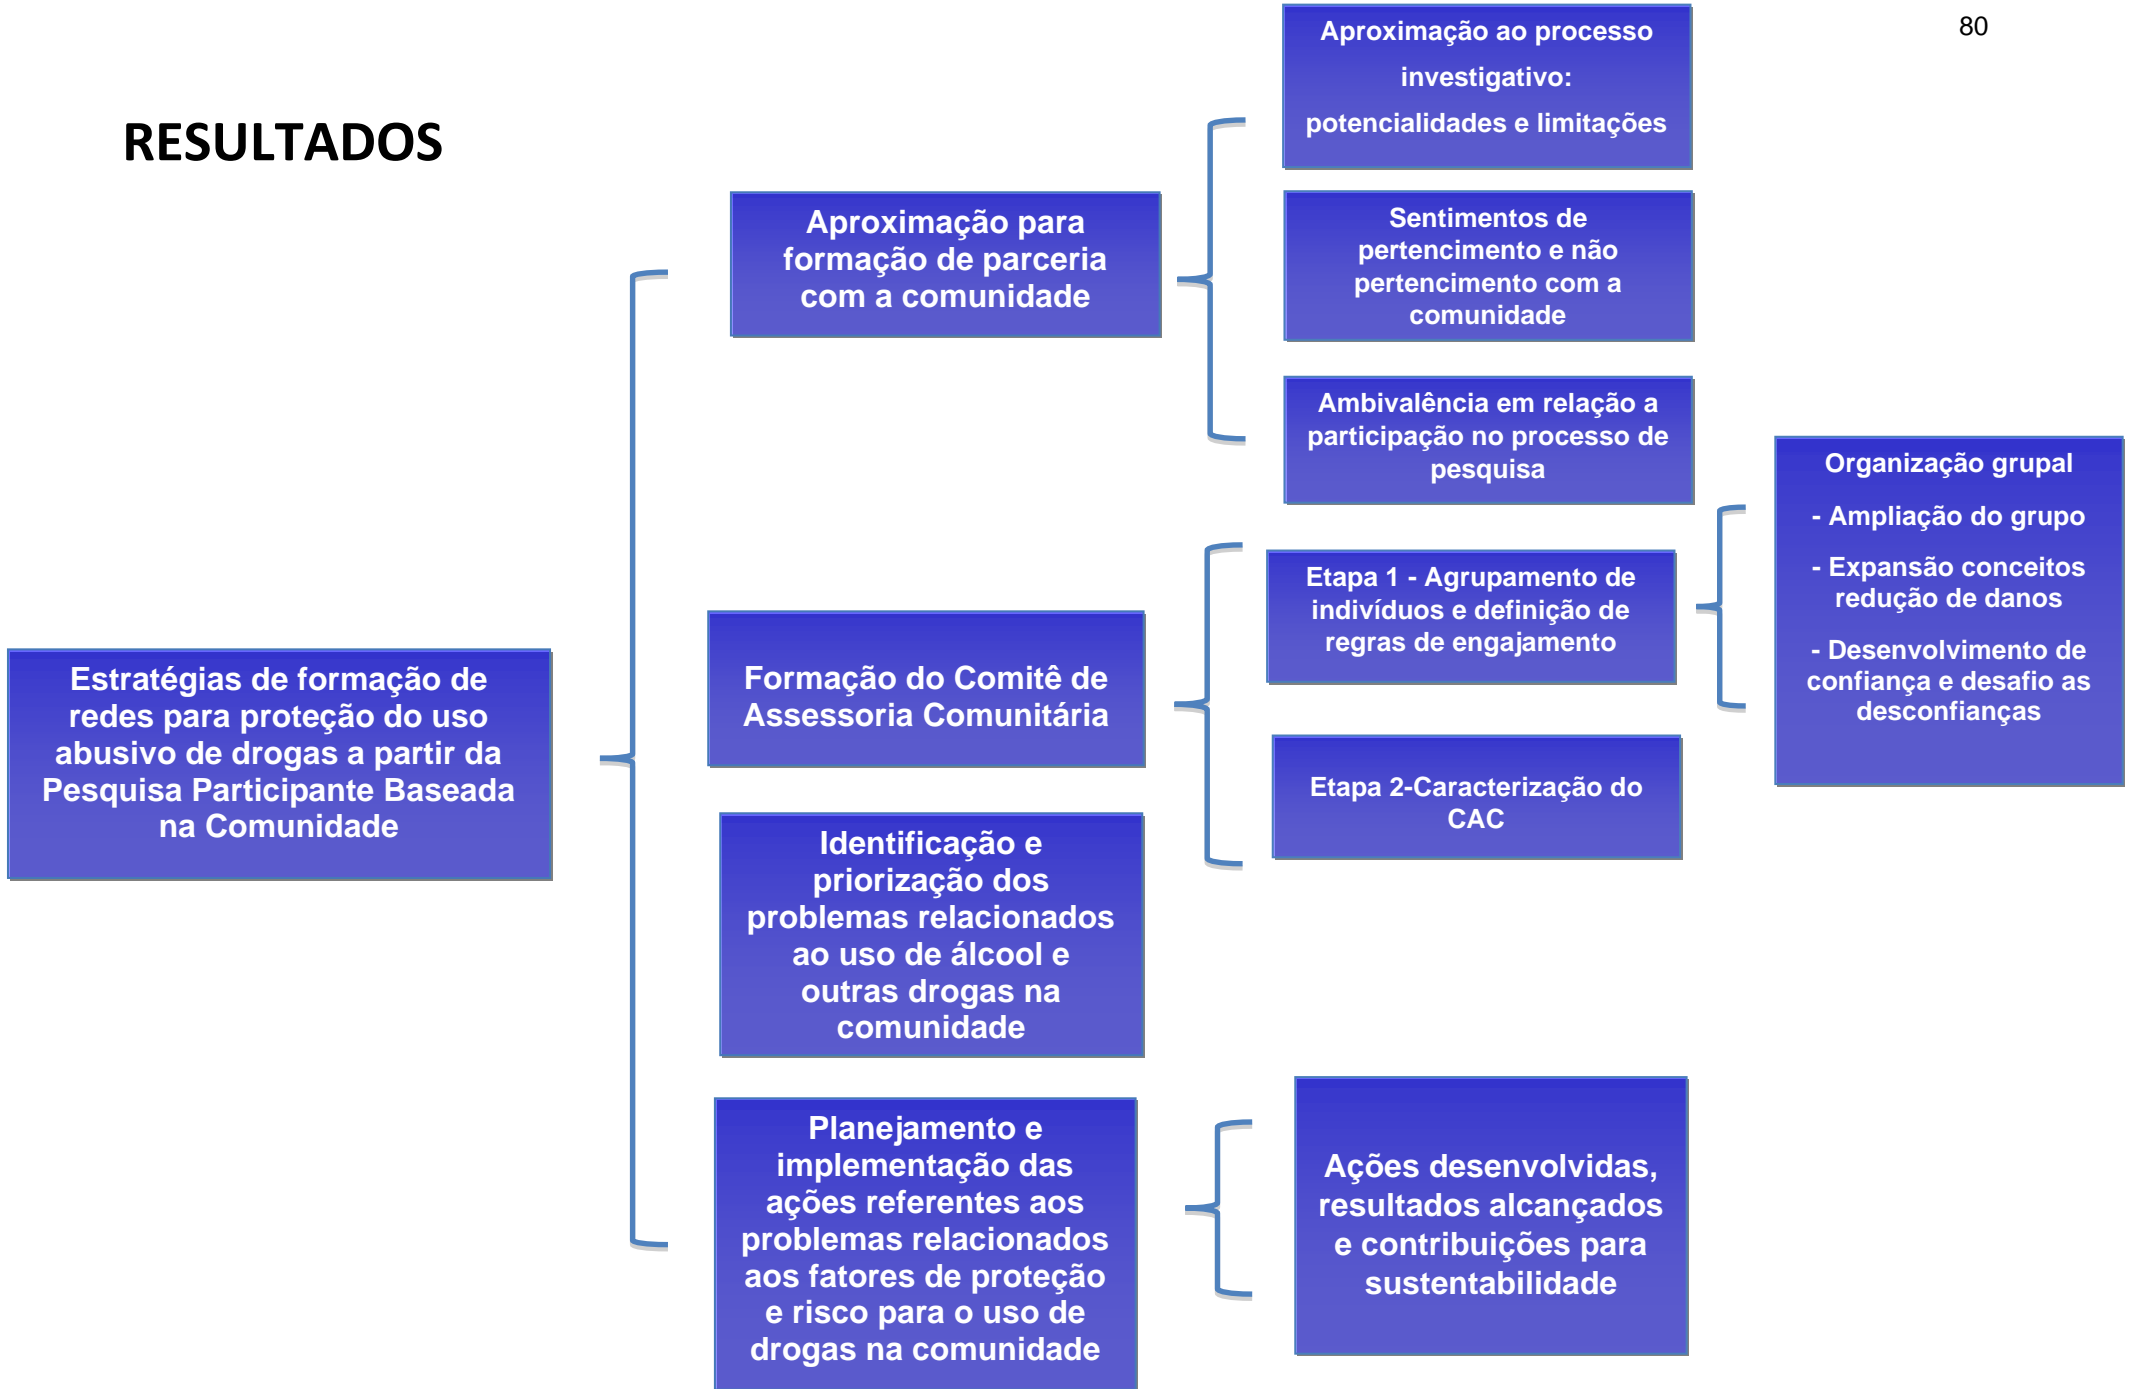 80
RESULTADOS
Estratégias de formação de
redes para proteção do uso
abusivo de drogas a partir da
Pesquisa Participante Baseada
na Comunidade
Aproximação para
formação de parceria
com a comunidade
Aproximação ao processo
investigativo:
potencialidades e limitações
Sentimentos de
pertencimento e não
pertencimento com a
comunidade
Ambivalência em relação a
participação no processo de
pesquisa
Formação do Comitê de
Assessoria Comunitária
Etapa 1 - Agrupamento de
indivíduos e definição de
regras de engajamento
Organização grupal
- Ampliação do grupo
- Expansão conceitos
redução de danos
- Desenvolvimento de
confiança e desafio as
desconfianças
Etapa 2-Caracterização do
CAC
Identificação e
priorização dos
problemas relacionados
ao uso de álcool e
outras drogas na
comunidade
Planejamento e
implementação das
ações referentes aos
problemas relacionados
aos fatores de proteção
e risco para o uso de
drogas na comunidade
Ações desenvolvidas,
resultados alcançados
e contribuições para
sustentabilidade